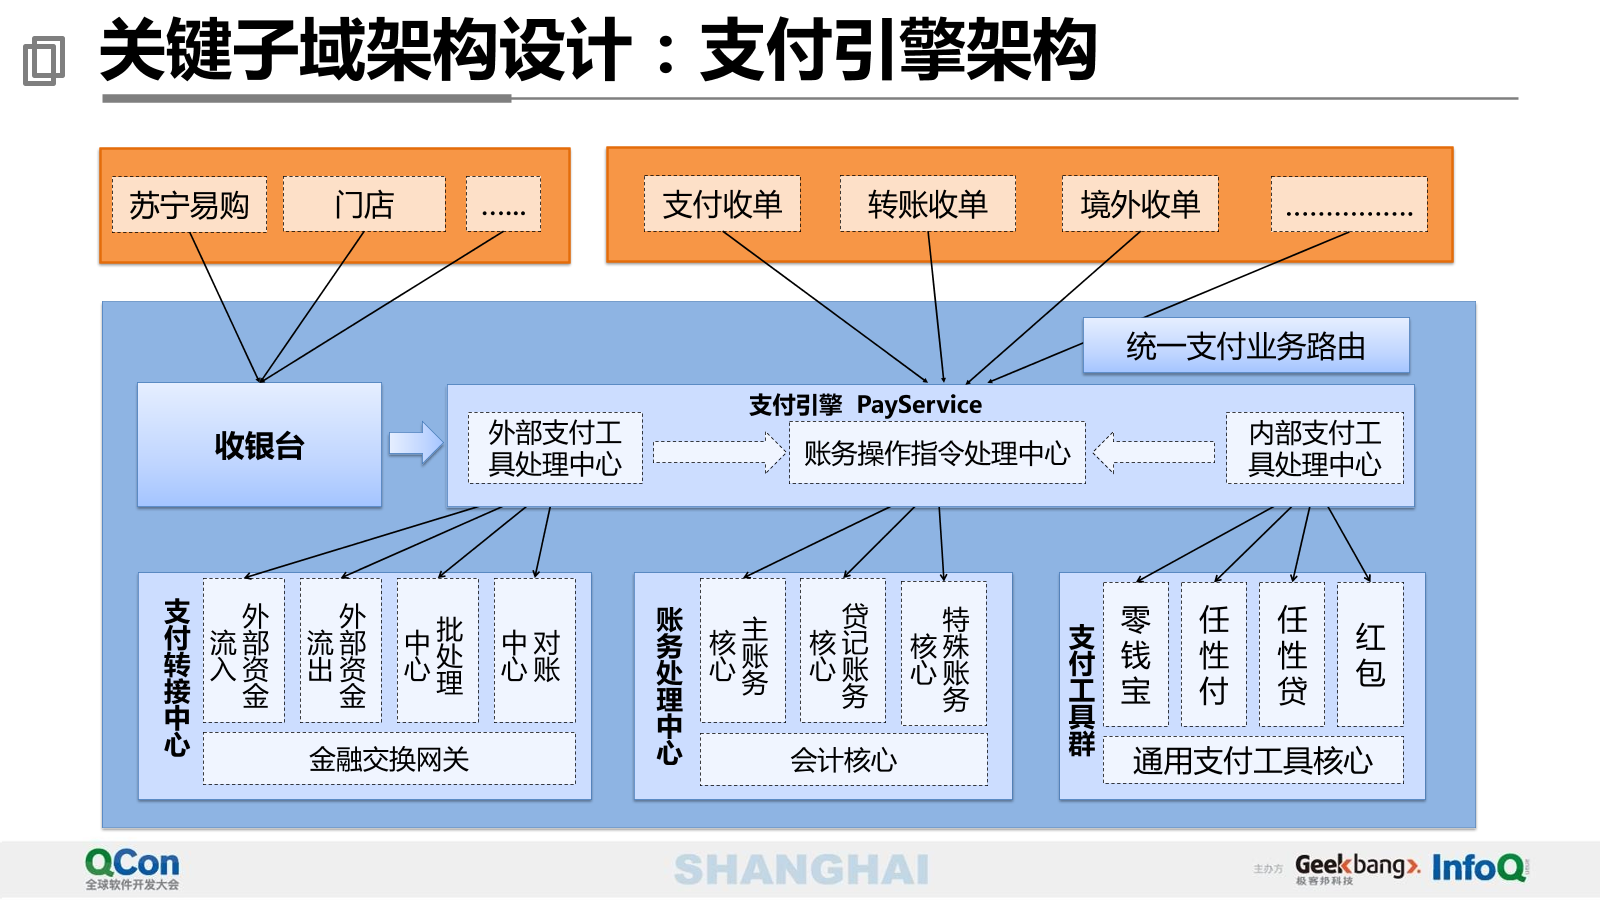 关键子域架构设计：支付引擎架构
苏宁易购
门店
......
支付收单
转账收单
境外收单
................
统一支付业务路由
收银台
支付引擎 PayService
外部支付工
具处理中心
账务操作指令处理中心
内部支付工
具处理中心
支付转接中心
外部资金
流入
外部资金
流出
批处理
中心
对账
中心
金融交换网关
账务处理中心
主账务
核心
贷记账务
核心
特殊账务
核心
会计核心
支付工具群
零钱宝
任性付
任性贷
红包
通用支付工具核心
QCon
全球软件开发大会
SHANGHAI
主办方
Geekbang>.
极客邦科技
InfoQ